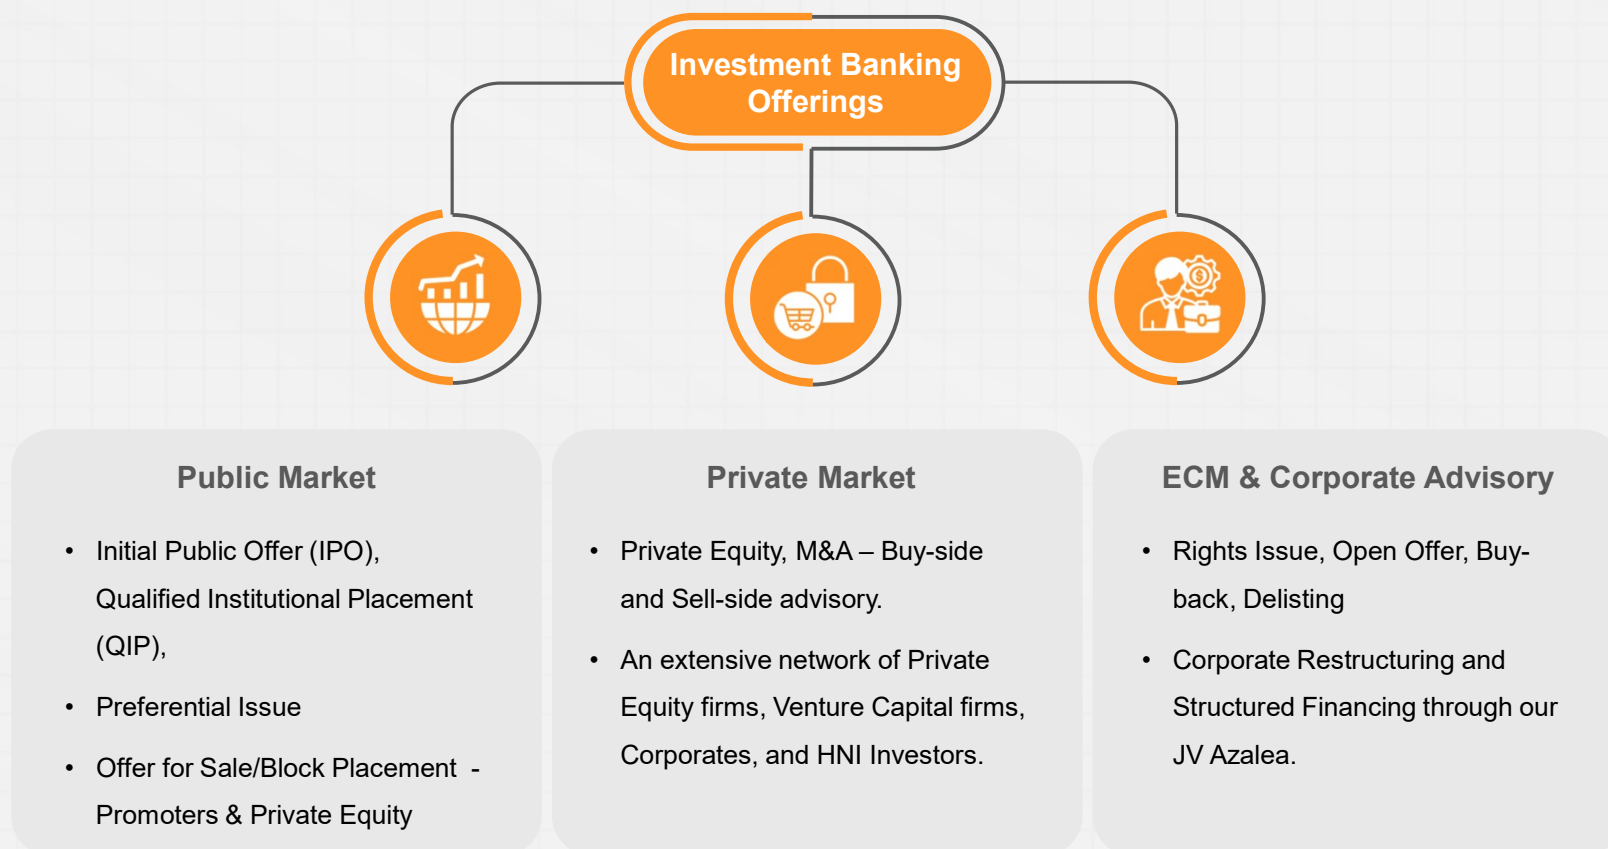 Investment Banking
Offerings
Public Market
• Initial Public Offer (IPO),
Qualified Institutional Placement
(QIP),
• Preferential Issue
• Offer for Sale/Block Placement -
Promoters & Private Equity
Private Market
• Private Equity, M&A – Buy-side
and Sell-side advisory.
• An extensive network of Private
Equity firms, Venture Capital firms,
Corporates, and HNI Investors.
ECM & Corporate Advisory
• Rights Issue, Open Offer, Buy-
back, Delisting
• Corporate Restructuring and
Structured Financing through our
JV Azalea.